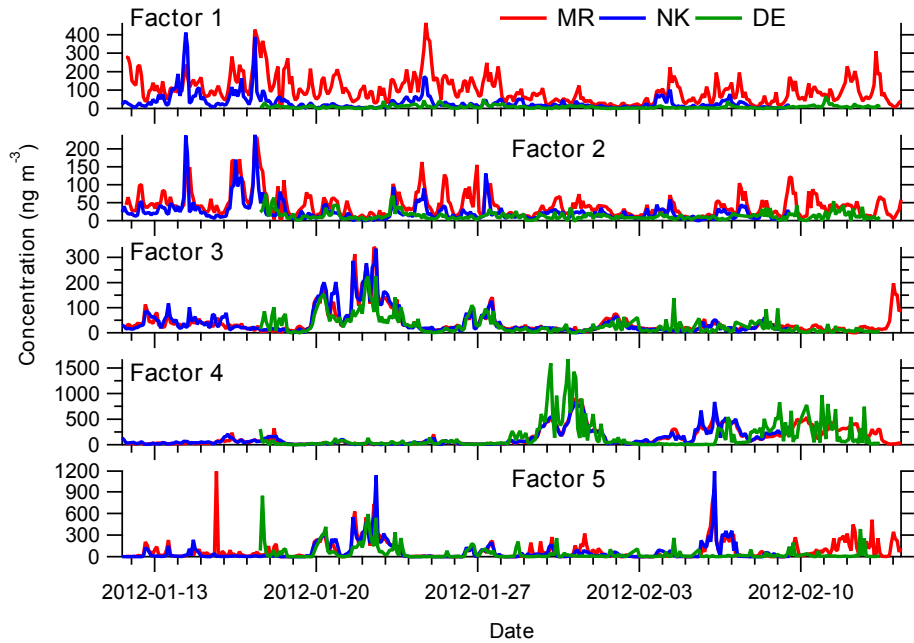 Factor 1
MR NK DE
400
300
200
100
0
Factor 2
200
150
100
50
0
Factor 3
300
200
100
0
Factor 4
1500
1000
500
0
Factor 5
1200
900
600
300
0
Concentration (ng m⁻³)
2012-01-13 2012-01-20 2012-01-27 2012-02-03 2012-02-10
Date